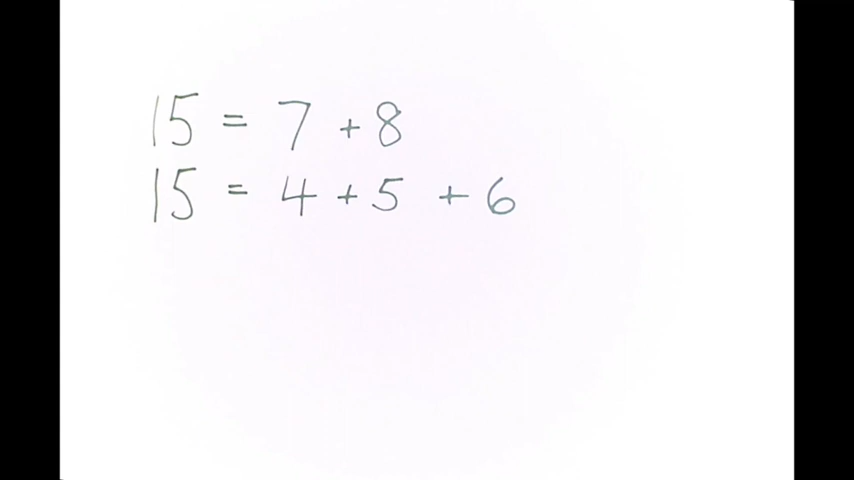 15 = 7 + 8
15 = 4 + 5 + 6